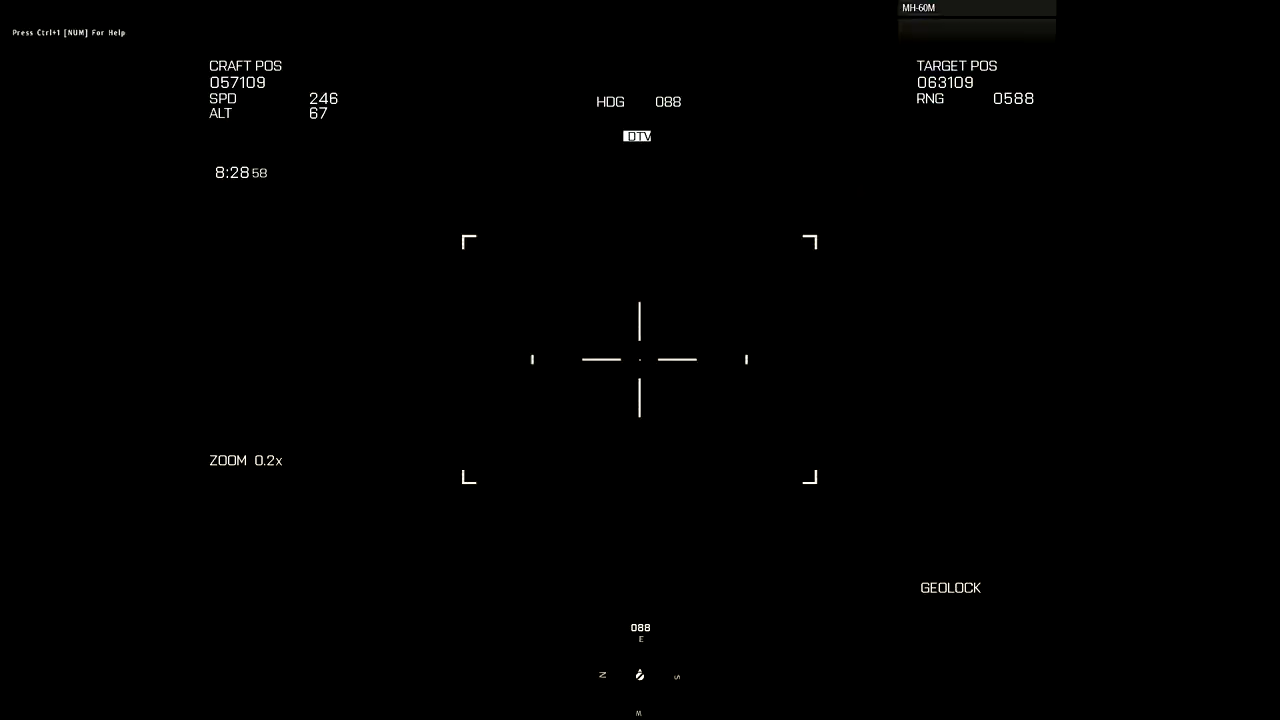 MH-60M
Press Ctrl+1 [NUM] For Help
CRAFT POS
057109
SPD 246
ALT 67
HDG 088
TARGET POS
063109
RNG 0588
DTV
8:28 58
ZOOM 0.2x
GEOLOCK
088
E
N S
W